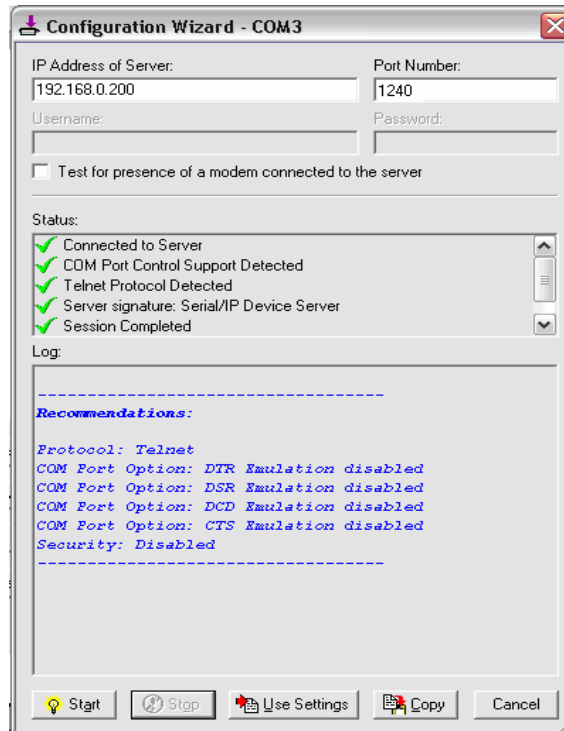 Configuration Wizard - COM3
IP Address of Server:
Port Number:
192.168.0.200
1240
Username:
Password:
Test for presence of a modem connected to the server
Status:
Connected to Server
COM Port Control Support Detected
Telnet Protocol Detected
Server signature: Serial/IP Device Server
Session Completed
Log:
-----------------------------------
Recommendations:
Protocol: Telnet
COM Port Option: DTR Emulation disabled
COM Port Option: DSR Emulation disabled
COM Port Option: DCD Emulation disabled
COM Port Option: CTS Emulation disabled
Security: Disabled
-----------------------------------
Start
Stop
Use Settings
Copy
Cancel